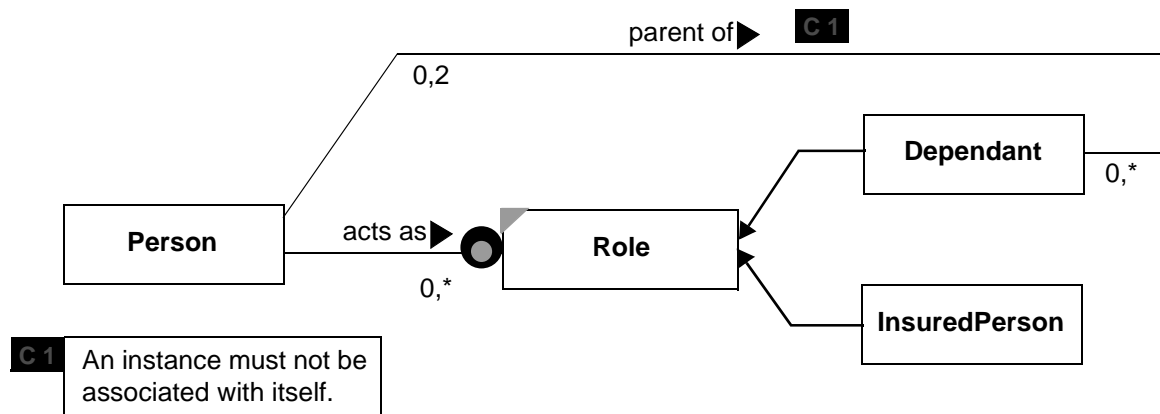 parent of
C 1
0,2
Dependant
0,*
Person
acts as
Role
0,*
InsuredPerson
C 1
An instance must not be
associated with itself.